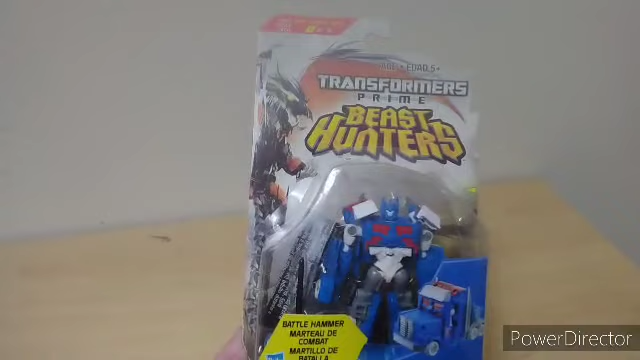 TRANSFORMERS
PRIME
BEAST
HUNTERS
BATTLE HAMMER
MARTEAU DE
COMBAT
MARTILLO DE
BATALLA
PowerDirector